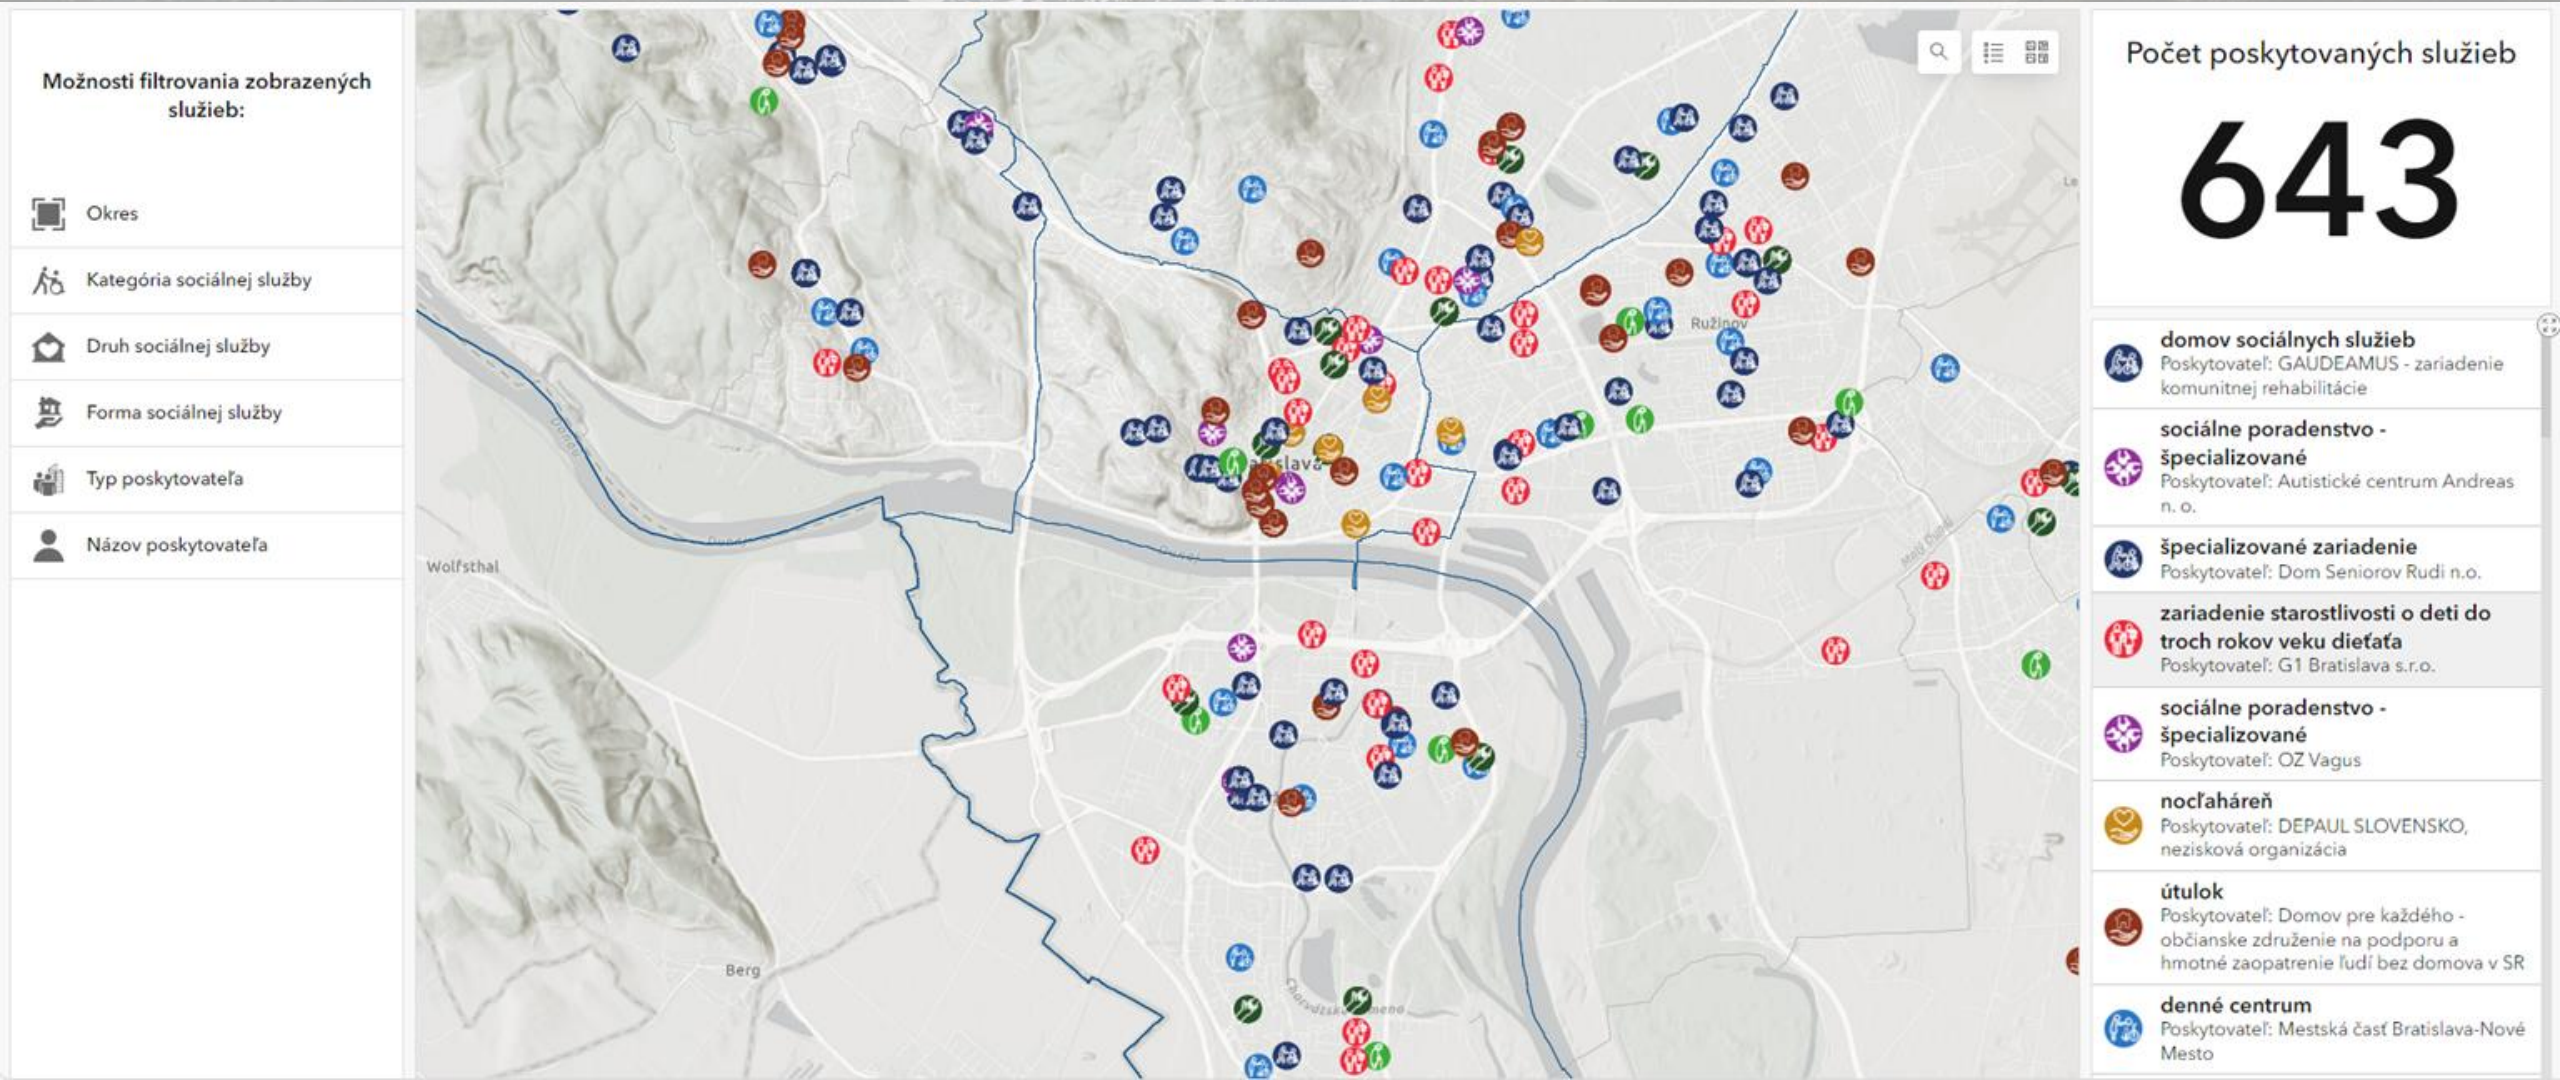 Možnosti filtrovania zobrazených
služieb:
Okres
Kategória sociálnej služby
Druh sociálnej služby
Forma sociálnej služby
Typ poskytovateľa
Názov poskytovateľa
Ružinov
Dunaj
Dunaj
Malý Dunaj
Wolfsthal
Berg
Počet poskytovaných služieb
643
domov sociálnych služieb
Poskytovateľ: GAUDEAMUS - zariadenie
komunitnej rehabilitácie
sociálne poradenstvo -
špecializované
Poskytovateľ: Autistické centrum Andreas
n. o.
špecializované zariadenie
Poskytovateľ: Dom Seniorov Rudi n.o.
zariadenie starostlivosti o deti do
troch rokov veku dieťaťa
Poskytovateľ: G1 Bratislava s.r.o.
sociálne poradenstvo -
špecializované
Poskytovateľ: OZ Vagus
nocľaháreň
Poskytovateľ: DEPAUL SLOVENSKO,
nezisková organizácia
útulok
Poskytovateľ: Domov pre každého -
občianske združenie na podporu a
hmotné zaopatrenie ľudí bez domova v SR
denné centrum
Poskytovateľ: Mestská časť Bratislava-Nové
Mesto